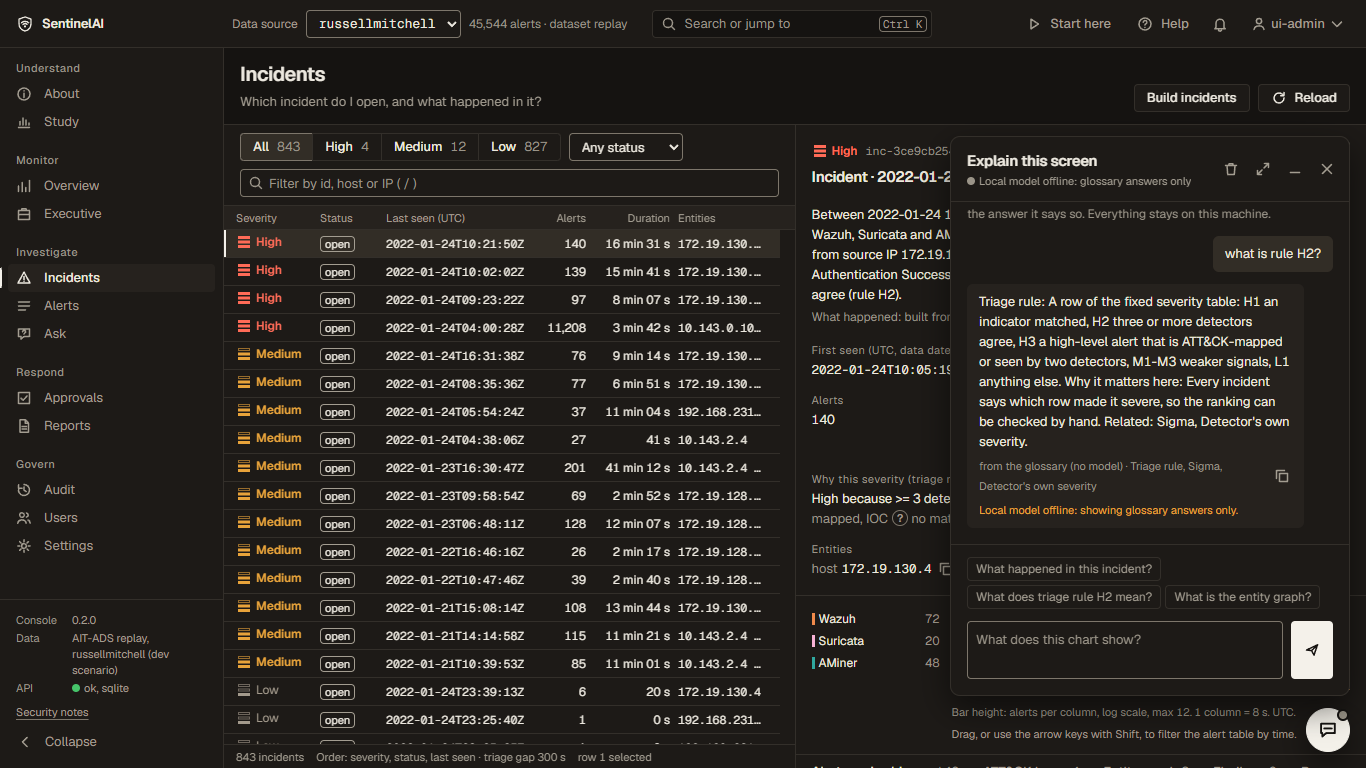 SentinelAI
Data source russellmitchell 45,544 alerts · dataset replay
Search or jump to Ctrl K
Start here Help ui-admin
Understand
About
Study
Monitor
Overview
Executive
Investigate
Incidents
Alerts
Ask
Respond
Approvals
Reports
Govern
Audit
Users
Settings
Console 0.2.0
Data AIT-ADS replay,
russellmitchell (dev
scenario)
API ok, sqlite
Security notes
Collapse
Incidents
Which incident do I open, and what happened in it?
Build incidents Reload
All 843 High 4 Medium 12 Low 827 Any status
Filter by id, host or IP ( / )
Severity Status Last seen (UTC) Alerts Duration Entities
High open 2022-01-24T10:21:50Z 140 16 min 31 s 172.19.130.…
High open 2022-01-24T10:02:02Z 139 15 min 41 s 172.19.130.…
High open 2022-01-24T09:23:22Z 97 8 min 07 s 172.19.130.…
High open 2022-01-24T04:00:28Z 11,208 3 min 42 s 10.143.0.10…
Medium open 2022-01-24T16:31:38Z 76 9 min 14 s 172.19.130.…
Medium open 2022-01-24T08:35:36Z 77 6 min 51 s 172.19.130.…
Medium open 2022-01-24T05:54:24Z 37 11 min 04 s 192.168.231…
Medium open 2022-01-24T04:38:06Z 27 41 s 10.143.2.4
Medium open 2022-01-23T16:30:47Z 201 41 min 12 s 10.143.2.4 …
Medium open 2022-01-23T09:58:54Z 69 2 min 52 s 172.19.128.…
Medium open 2022-01-23T06:48:11Z 128 12 min 07 s 172.19.128.…
Medium open 2022-01-22T16:46:16Z 26 2 min 17 s 172.19.128.…
Medium open 2022-01-22T10:47:46Z 39 2 min 40 s 172.19.128.…
Medium open 2022-01-21T15:08:14Z 108 13 min 44 s 172.19.130.…
Medium open 2022-01-21T14:14:58Z 115 11 min 21 s 10.143.2.4 …
Medium open 2022-01-21T10:39:53Z 85 11 min 01 s 10.143.2.4 …
Low open 2022-01-24T23:39:13Z 6 20 s 172.19.130.4
Low open 2022-01-24T23:25:40Z 1 0 s 192.168.231…
843 incidents Order: severity, status, last seen · triage gap 300 s row 1 selected
High inc-3ce9cb25
Incident · 2022-01-2
Between 2022-01-24 1
Wazuh, Suricata and AM
from source IP 172.19.1
Authentication Success
agree (rule H2).
What happened: built from
First seen (UTC, data date
2022-01-24T10:05:19
Alerts
140
Why this severity (triage r
High because >= 3 dete
mapped, IOC ? no mat
Entities
host 172.19.130.4
Wazuh 72
Suricata 20
AMiner 48
Bar height: alerts per column, log scale, max 12. 1 column = 8 s. UTC.
Drag, or use the arrow keys with Shift, to filter the alert table by time.
Explain this screen
Local model offline: glossary answers only
the answer it says so. Everything stays on this machine.
what is rule H2?
Triage rule: A row of the fixed severity table: H1 an
indicator matched, H2 three or more detectors
agree, H3 a high-level alert that is ATT&CK-mapped
or seen by two detectors, M1-M3 weaker signals, L1
anything else. Why it matters here: Every incident
says which row made it severe, so the ranking can
be checked by hand. Related: Sigma, Detector's own
severity.
from the glossary (no model) · Triage rule, Sigma,
Detector's own severity
Local model offline: showing glossary answers only.
What happened in this incident?
What does triage rule H2 mean? What is the entity graph?
What does this chart show?